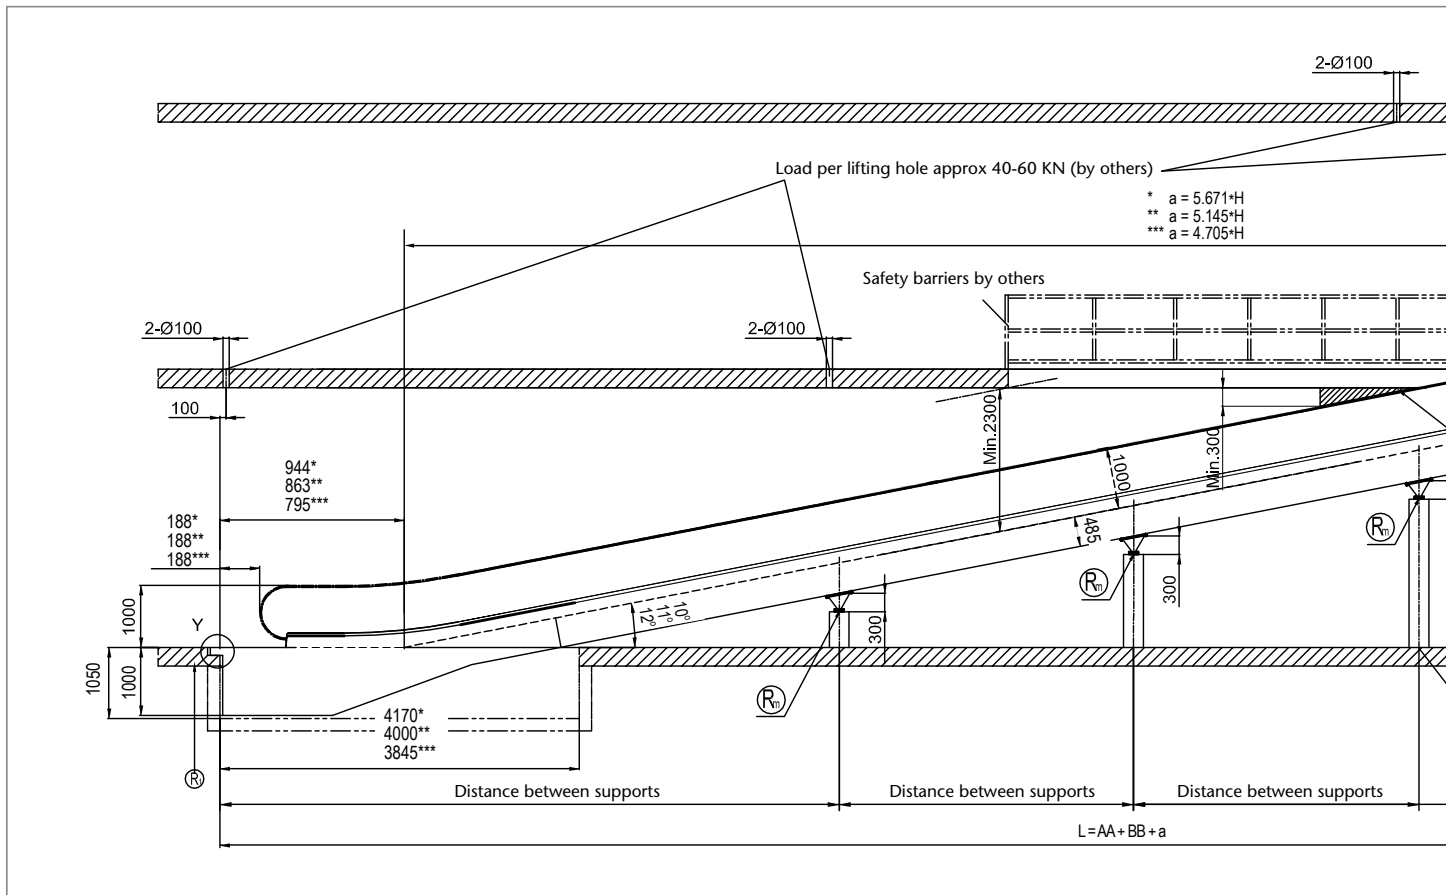 2-Ø100
Load per lifting hole approx 40-60 KN (by others)
* a = 5.671*H
** a = 5.145*H
*** a = 4.705*H
Safety barriers by others
2-Ø100
2-Ø100
100
Min.2300
Min.300
944*
863**
795***
1000
188*
188**
188***
485
Rm
Rm
300
1000
Y
10°
11°
12°
300
1050
1000
Rm
4170*
4000**
3845***
R
Distance between supports
Distance between supports
Distance between supports
L=AA+BB+a